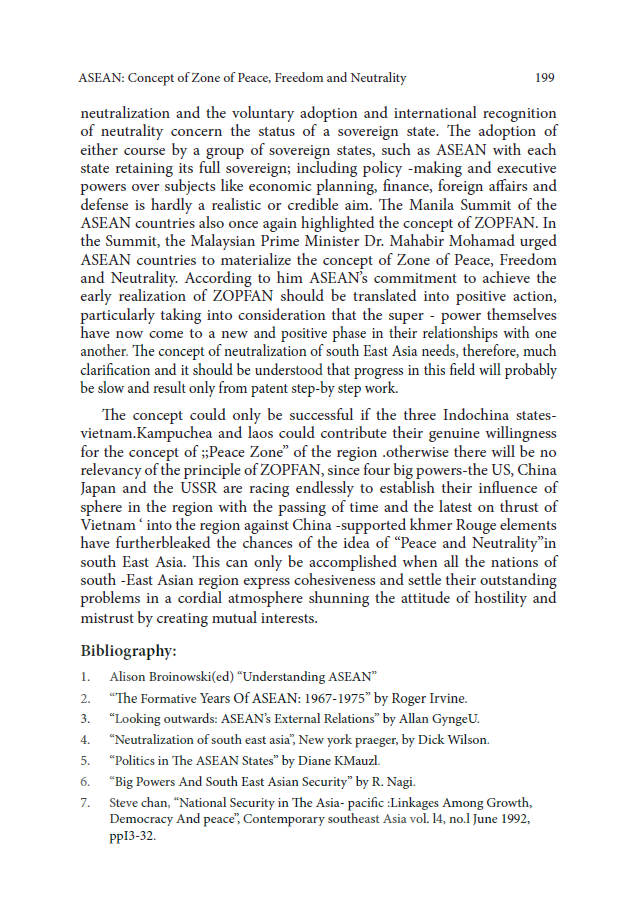 ASEAN: Concept of Zone of Peace, Freedom and Neutrality 199
neutralization and the voluntary adoption and international recognition
of neutrality concern the status of a sovereign state. The adoption of
either course by a group of sovereign states, such as ASEAN with each
state retaining its full sovereign; including policy -making and executive
powers over subjects like economic planning, finance, foreign affairs and
defense is hardly a realistic or credible aim. The Manila Summit of the
ASEAN countries also once again highlighted the concept of ZOPFAN. In
the Summit, the Malaysian Prime Minister Dr. Mahabir Mohamad urged
ASEAN countries to materialize the concept of Zone of Peace, Freedom
and Neutrality. According to him ASEAN's commitment to achieve the
early realization of ZOPFAN should be translated into positive action,
particularly taking into consideration that the super - power themselves
have now come to a new and positive phase in their relationships with one
another. The concept of neutralization of south East Asia needs, therefore, much
clarification and it should be understood that progress in this field will probably
be slow and result only from patent step-by step work.
The concept could only be successful if the three Indochina states-
vietnam.Kampuchea and laos could contribute their genuine willingness
for the concept of ;;Peace Zone” of the region .otherwise there will be no
relevancy of the principle of ZOPFAN, since four big powers-the US, China
Japan and the USSR are racing endlessly to establish their influence of
sphere in the region with the passing of time and the latest on thrust of
Vietnam ‘ into the region against China -supported khmer Rouge elements
have furtherbleaked the chances of the idea of “Peace and Neutrality”in
south East Asia. This can only be accomplished when all the nations of
south -East Asian region express cohesiveness and settle their outstanding
problems in a cordial atmosphere shunning the attitude of hostility and
mistrust by creating mutual interests.
Bibliography:
1. Alison Broinowski(ed) “Understanding ASEAN”
2. “The Formative Years Of ASEAN: 1967-1975” by Roger Irvine.
3. “Looking outwards: ASEAN's External Relations” by Allan GyngeU.
4. “Neutralization of south east asia”, New york praeger, by Dick Wilson.
5. “Politics in The ASEAN States” by Diane KMauzl.
6. “Big Powers And South East Asian Security” by R. Nagi.
7. Steve chan, “National Security in The Asia- pacific :Linkages Among Growth,
Democracy And peace”, Contemporary southeast Asia vol. l4, no.l June 1992,
ppI3-32.